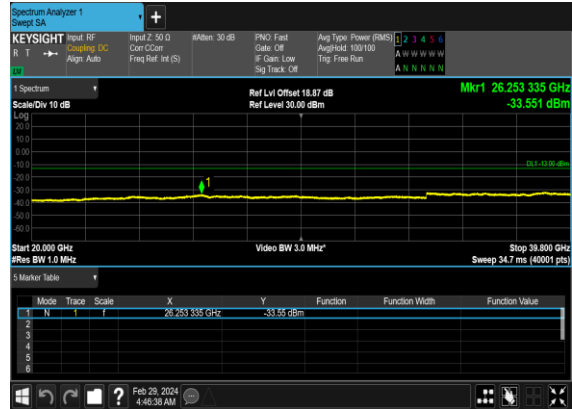 Spectrum Analyzer 1
Swept SA
KEYSIGHT Input: RF Input Z: 50 Ω #Atten: 30 dB PNO: Fast Avg Type: Power (RMS) 1 2 3 4 5 6
R T Coupling: DC Corr CCorr Gate: Off Avg|Hold: 100/100 A W W W W W
Align: Auto Freq Ref: Int (S) IF Gain: Low Trig: Free Run
Sig Track: Off A N N N N N
1 Spectrum Ref Lvl Offset 18.87 dB Mkr1 26.253 335 GHz
Scale/Div 10 dB Ref Level 30.00 dBm -33.551 dBm
Log
20.0
10.0
0.00
-10.0
DL1 -13.00 dBm
-20.0
1
-30.0
-40.0
-50.0
-60.0
Start 20.000 GHz Video BW 3.0 MHz* Stop 39.800 GHz
#Res BW 1.0 MHz Sweep 34.7 ms (40001 pts)
5 Marker Table
Mode Trace Scale X Y Function Function Width Function Value
1 N 1 f 26.253 335 GHz -33.55 dBm
2
3
4
5
6
? Feb 29, 2024
4:46:38 AM